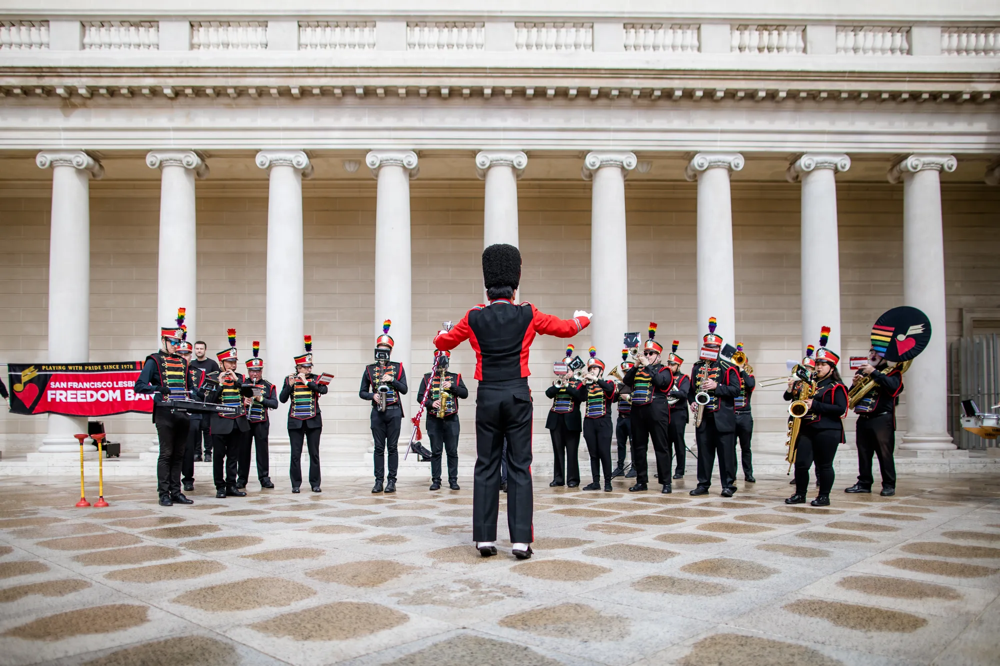 PLAYING WITH PRIDE SINCE 1978
SAN FRANCISCO LESBI
FREEDOM BAN